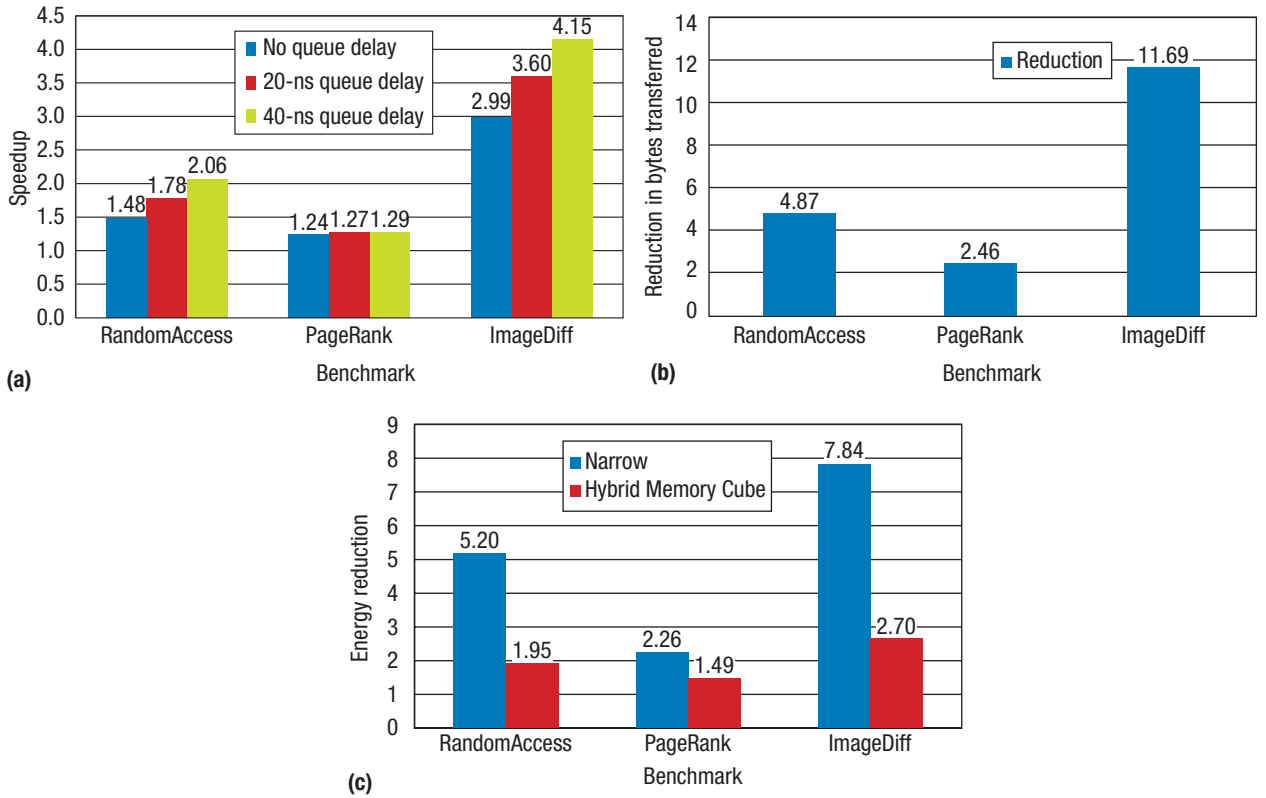 4.5
4.0
3.5
3.0
2.5
2.0
1.5
1.0
0.5
0.0
Speedup
No queue delay
20-ns queue delay
40-ns queue delay
1.48
1.78
2.06
1.24
1.27
1.29
2.99
3.60
4.15
RandomAccess
PageRank
ImageDiff
Benchmark
(a)
14
12
10
8
6
4
2
0
Reduction in bytes transferred
Reduction
4.87
2.46
11.69
RandomAccess
PageRank
ImageDiff
Benchmark
(b)
9
8
7
6
5
4
3
2
1
0
Energy reduction
Narrow
Hybrid Memory Cube
5.20
1.95
2.26
1.49
7.84
2.70
RandomAccess
PageRank
ImageDiff
Benchmark
(c)